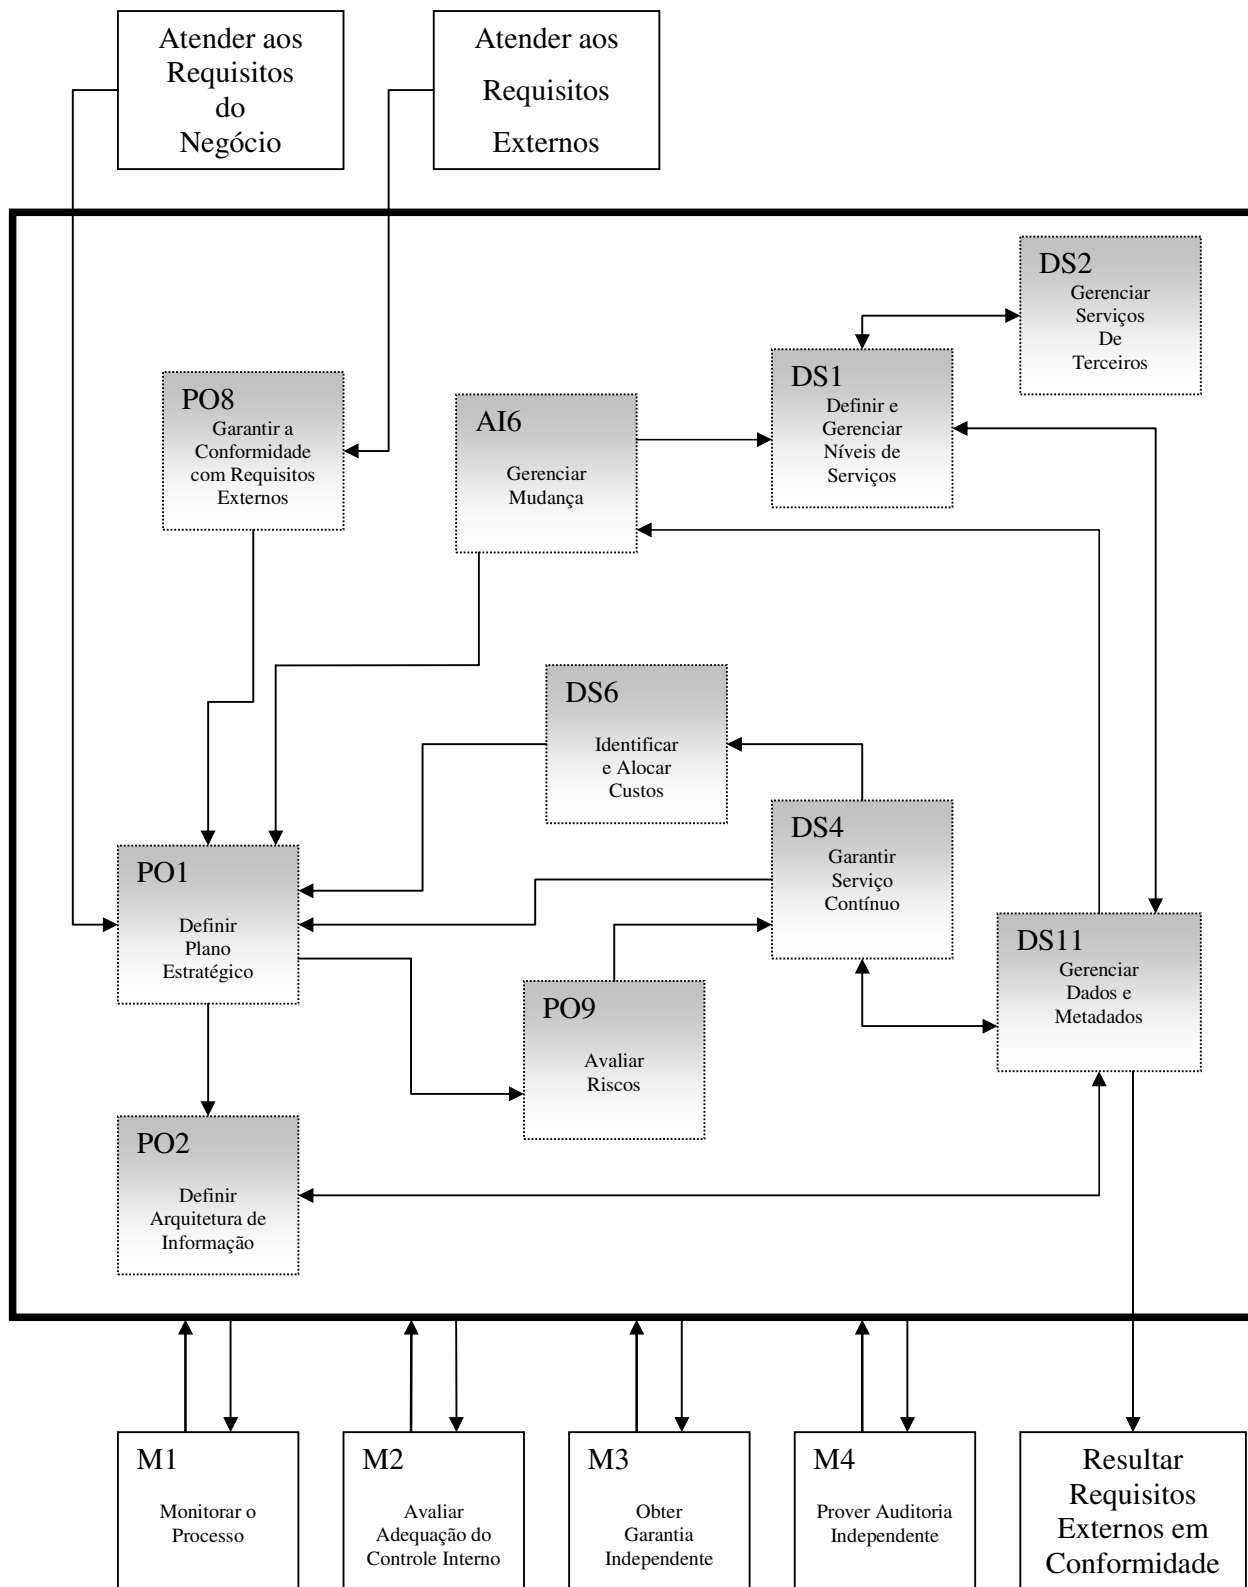 Atender aos
Requisitos
do
Negócio
Atender aos
Requisitos
Externos
DS2
Gerenciar
Serviços
De
Terceiros
DS1
Definir e
Gerenciar
Níveis de
Serviços
PO8
Garantir a
Conformidade
com Requisitos
Externos
AI6
Gerenciar
Mudança
DS6
Identificar
e Alocar
Custos
DS4
Garantir
Serviço
Contínuo
PO1
Definir
Plano
Estratégico
DS11
Gerenciar
Dados e
Metadados
PO9
Avaliar
Riscos
PO2
Definir
Arquitetura de
Informação
M1
Monitorar o
Processo
M2
Avaliar
Adequação do
Controle Interno
M3
Obter
Garantia
Independente
M4
Prover Auditoria
Independente
Resultar
Requisitos
Externos em
Conformidade